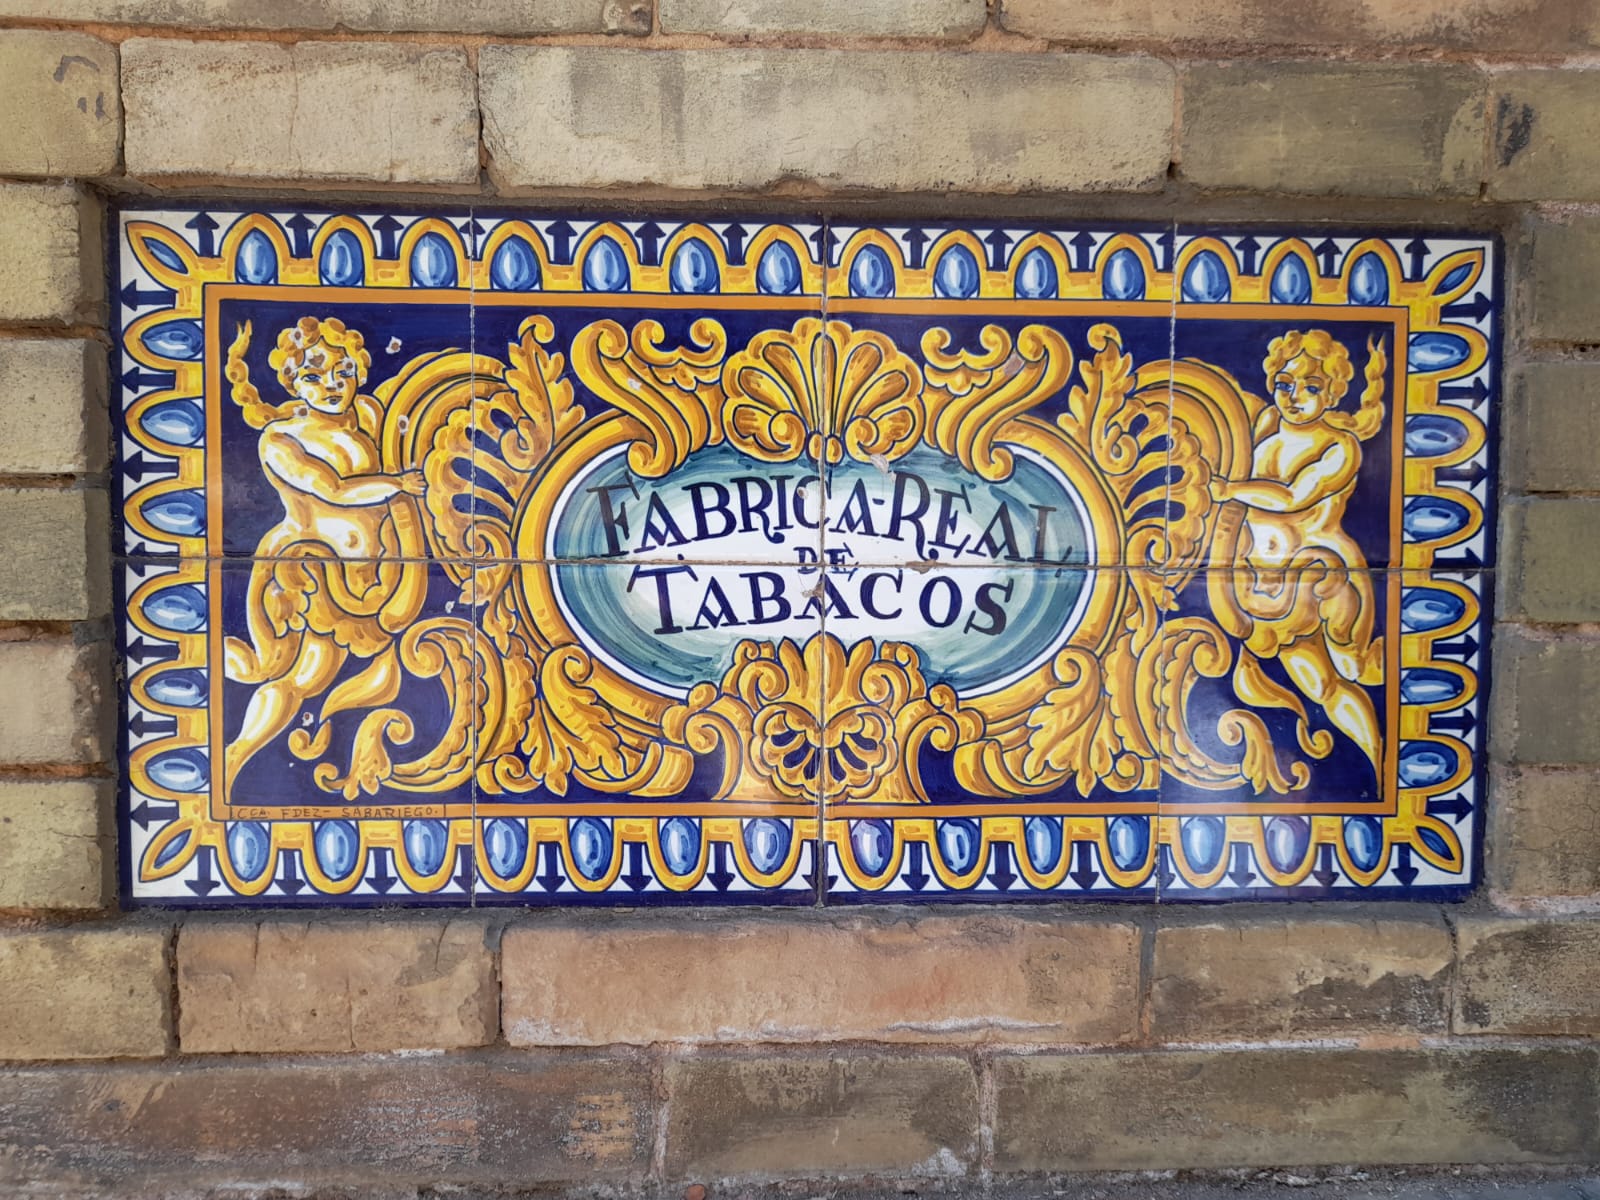 FABRICA-REAL
DE
TABACOS
CCA. FDEZ- SABARIEGO.